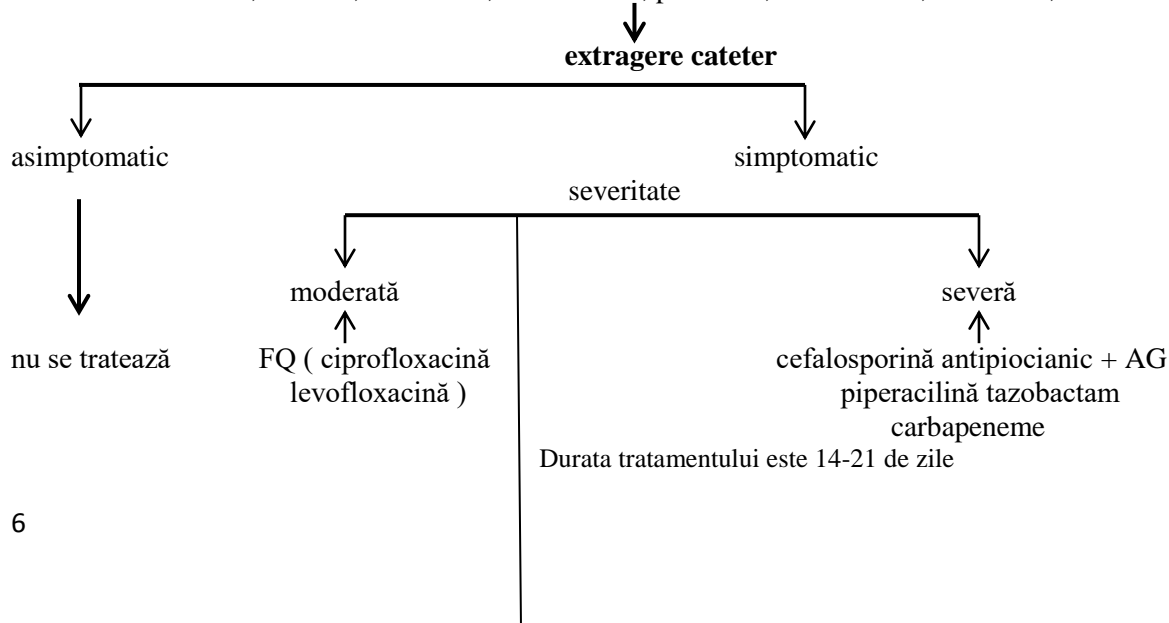 extragere cateter
asimptomatic simptomatic
severitate
moderată severă
nu se tratează FQ ( ciprofloxacină cefalosporină antipiocianic + AG
levofloxacină ) piperacilină tazobactam
carbapeneme
Durata tratamentului este 14-21 de zile
6